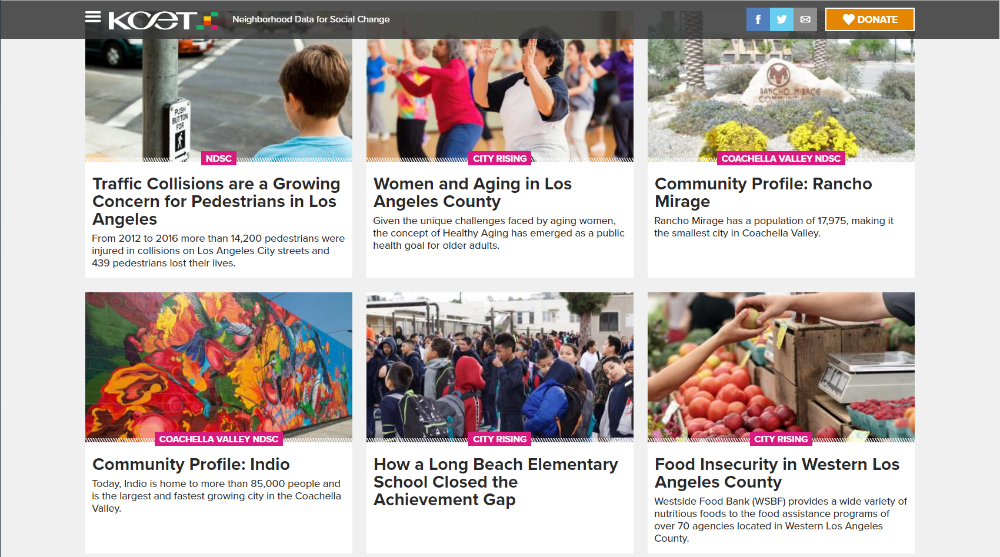 KCET
Neighborhood Data for Social Change
f
DONATE
PUSH
BUTTON
FOR
RANCHO MIRAGE
NDSC
CITY RISING
COACHELLA VALLEY NDSC
Traffic Collisions are a Growing
Concern for Pedestrians in Los
Angeles
From 2012 to 2016 more than 14,200 pedestrians were
injured in collisions on Los Angeles City streets and
439 pedestrians lost their lives.
Women and Aging in Los
Angeles County
Given the unique challenges faced by aging women,
the concept of Healthy Aging has emerged as a public
health goal for older adults.
Community Profile: Rancho
Mirage
Rancho Mirage has a population of 17,975, making it
the smallest city in Coachella Valley.
COACHELLA VALLEY NDSC
CITY RISING
CITY RISING
Community Profile: Indio
Today, Indio is home to more than 85,000 people and
is the largest and fastest growing city in the Coachella
Valley.
How a Long Beach Elementary
School Closed the
Achievement Gap
Food Insecurity in Western Los
Angeles County
Westside Food Bank (WSBF) provides a wide variety of
nutritious foods to the food assistance programs of
over 70 agencies located in Western Los Angeles
County.